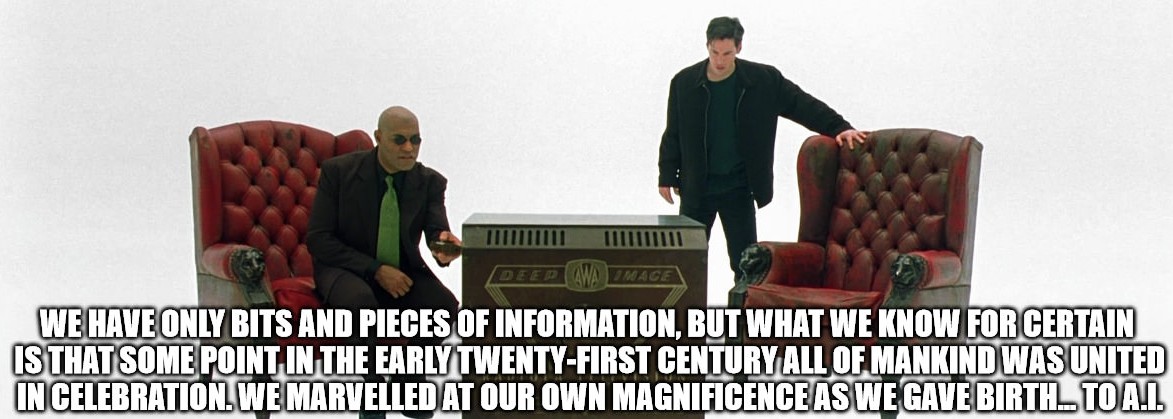 DEEP AWA IMAGE
WE HAVE ONLY BITS AND PIECES OF INFORMATION, BUT WHAT WE KNOW FOR CERTAIN
IS THAT SOME POINT IN THE EARLY TWENTY-FIRST CENTURY ALL OF MANKIND WAS UNITED
IN CELEBRATION. WE MARVELLED AT OUR OWN MAGNIFICENCE AS WE GAVE BIRTH... TO A.I.